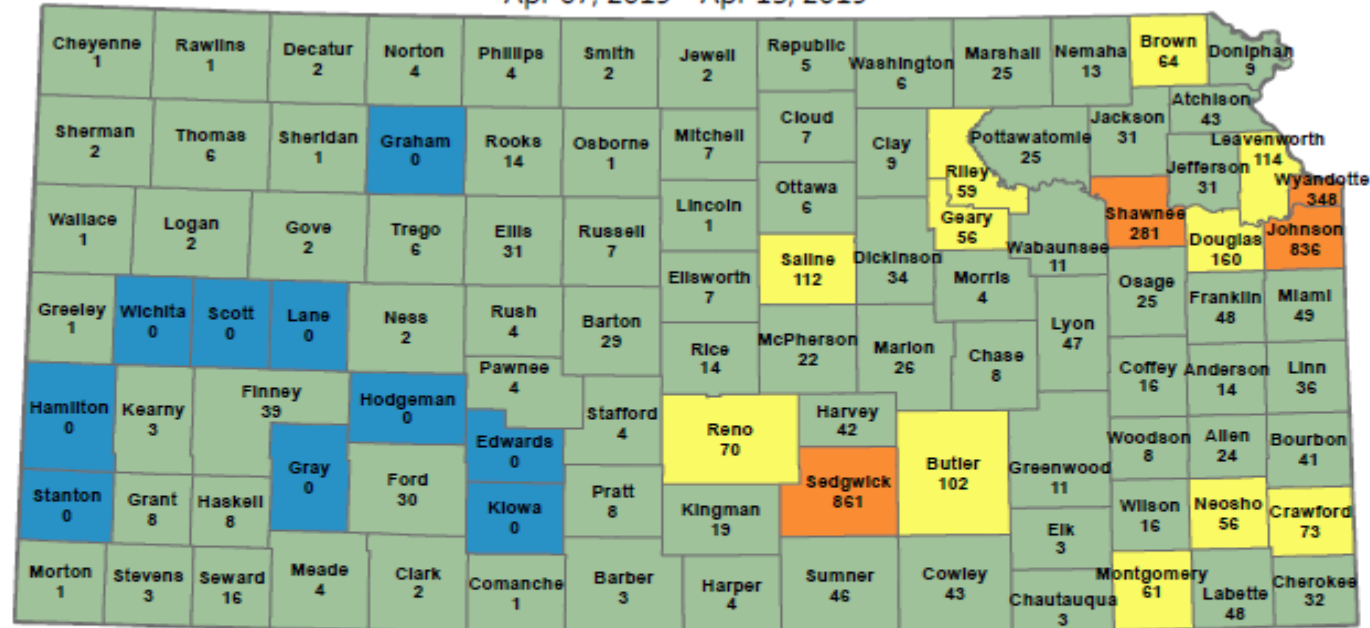 Apr 07, 2019 - Apr 13, 2019
Cheyenne
1
Rawlins
1
Decatur
2
Norton
4
Phillips
4
Smith
2
Jewell
2
Republic
5
Washington
6
Marshall
25
Nemaha
13
Brown
64
Doniphan
9
Sherman
2
Thomas
6
Sheridan
1
Graham
0
Rooks
14
Osborne
1
Mitchell
7
Cloud
7
Clay
9
Riley
59
Pottawatomie
25
Jackson
31
Atchison
43
Jefferson
31
Leavenworth
114
Wyandotte
348
Wallace
1
Logan
2
Gove
2
Trego
6
Ellis
31
Russell
7
Lincoln
1
Ottawa
6
Saline
112
Dickinson
34
Geary
56
Morris
4
Wabaunsee
11
Shawnee
281
Douglas
160
Johnson
836
Greeley
1
Wichita
0
Scott
0
Lane
0
Ness
2
Rush
4
Barton
29
Ellsworth
7
Rice
14
McPherson
22
Marion
26
Chase
8
Lyon
47
Osage
25
Franklin
48
Miami
49
Hamilton
0
Kearny
3
Finney
39
Hodgeman
0
Pawnee
4
Stafford
4
Reno
70
Harvey
42
Coffey
16
Anderson
14
Linn
36
Gray
0
Ford
30
Edwards
0
Kiowa
0
Pratt
8
Kingman
19
Sedgwick
861
Butler
102
Greenwood
11
Woodson
8
Allen
24
Bourbon
41
Stanton
0
Grant
8
Haskell
8
Elk
3
Wilson
16
Neosho
56
Crawford
73
Morton
1
Stevens
3
Seward
16
Meade
4
Clark
2
Comanche
1
Barber
3
Harper
4
Sumner
46
Cowley
43
Chautauqua
3
Montgomery
61
Labette
48
Cherokee
32